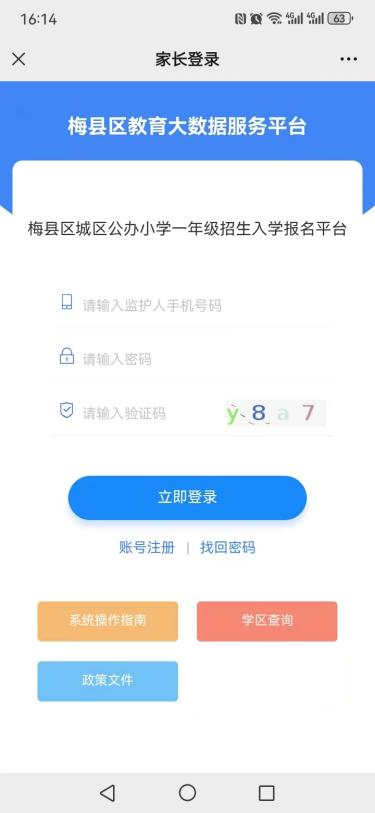 16:14
4G 4G 63
家长登录
梅县区教育大数据服务平台
梅县区城区公办小学一年级招生入学报名平台
请输入监护人手机号码
请输入密码
请输入验证码
y8a7
立即登录
账号注册 | 找回密码
系统操作指南 学区查询
政策文件